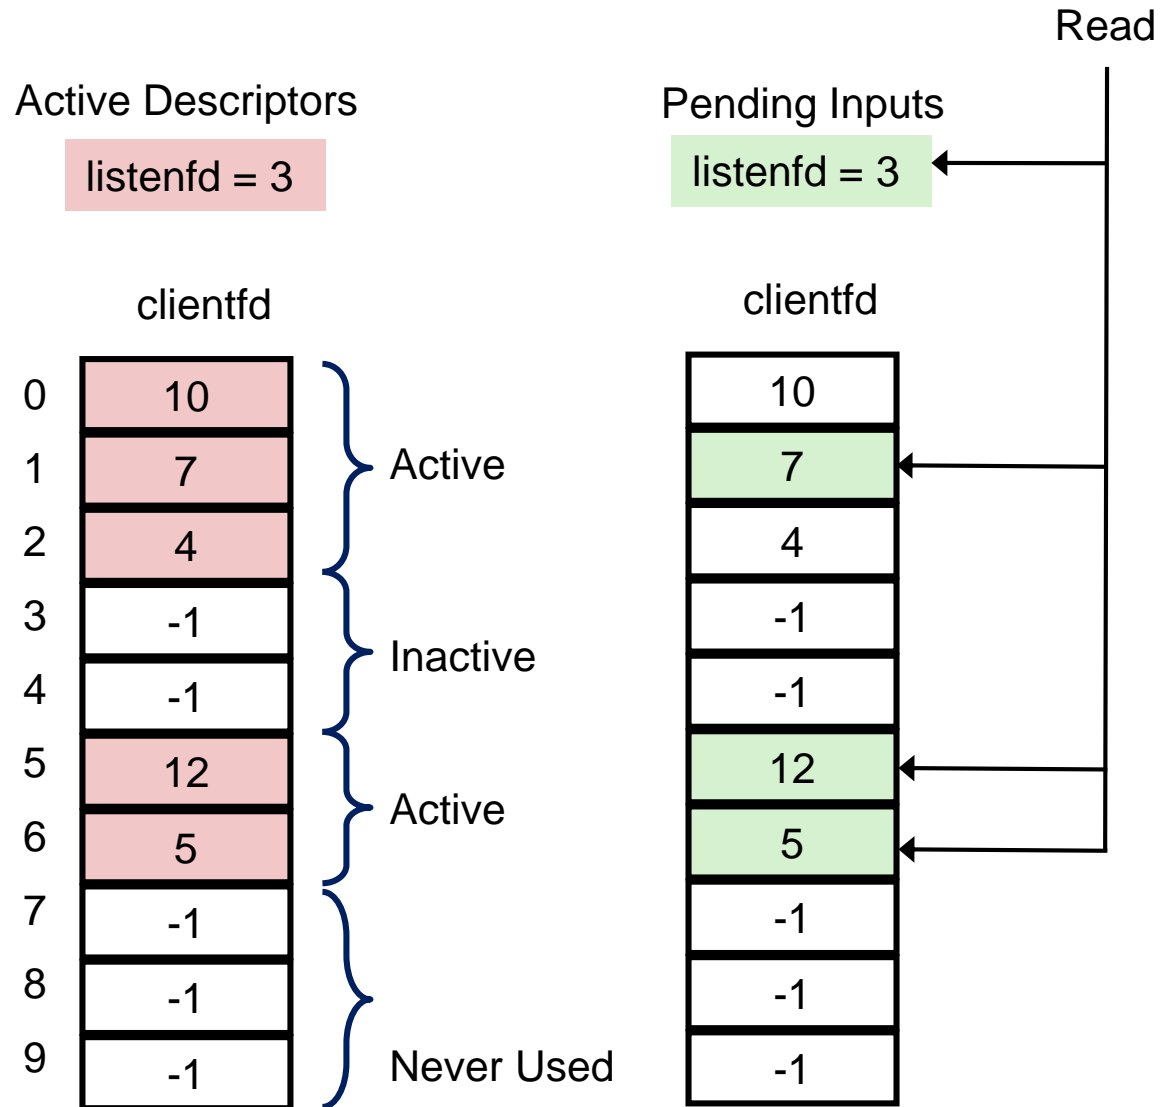 Read
Active Descriptors
Pending Inputs
listenfd = 3
listenfd = 3
clientfd
clientfd
0 10 10
1 7 Active 7
2 4 4
3 -1 -1
Inactive
4 -1 -1
5 12 12
Active
6 5 5
7 -1 -1
8 -1 -1
9 -1 Never Used -1